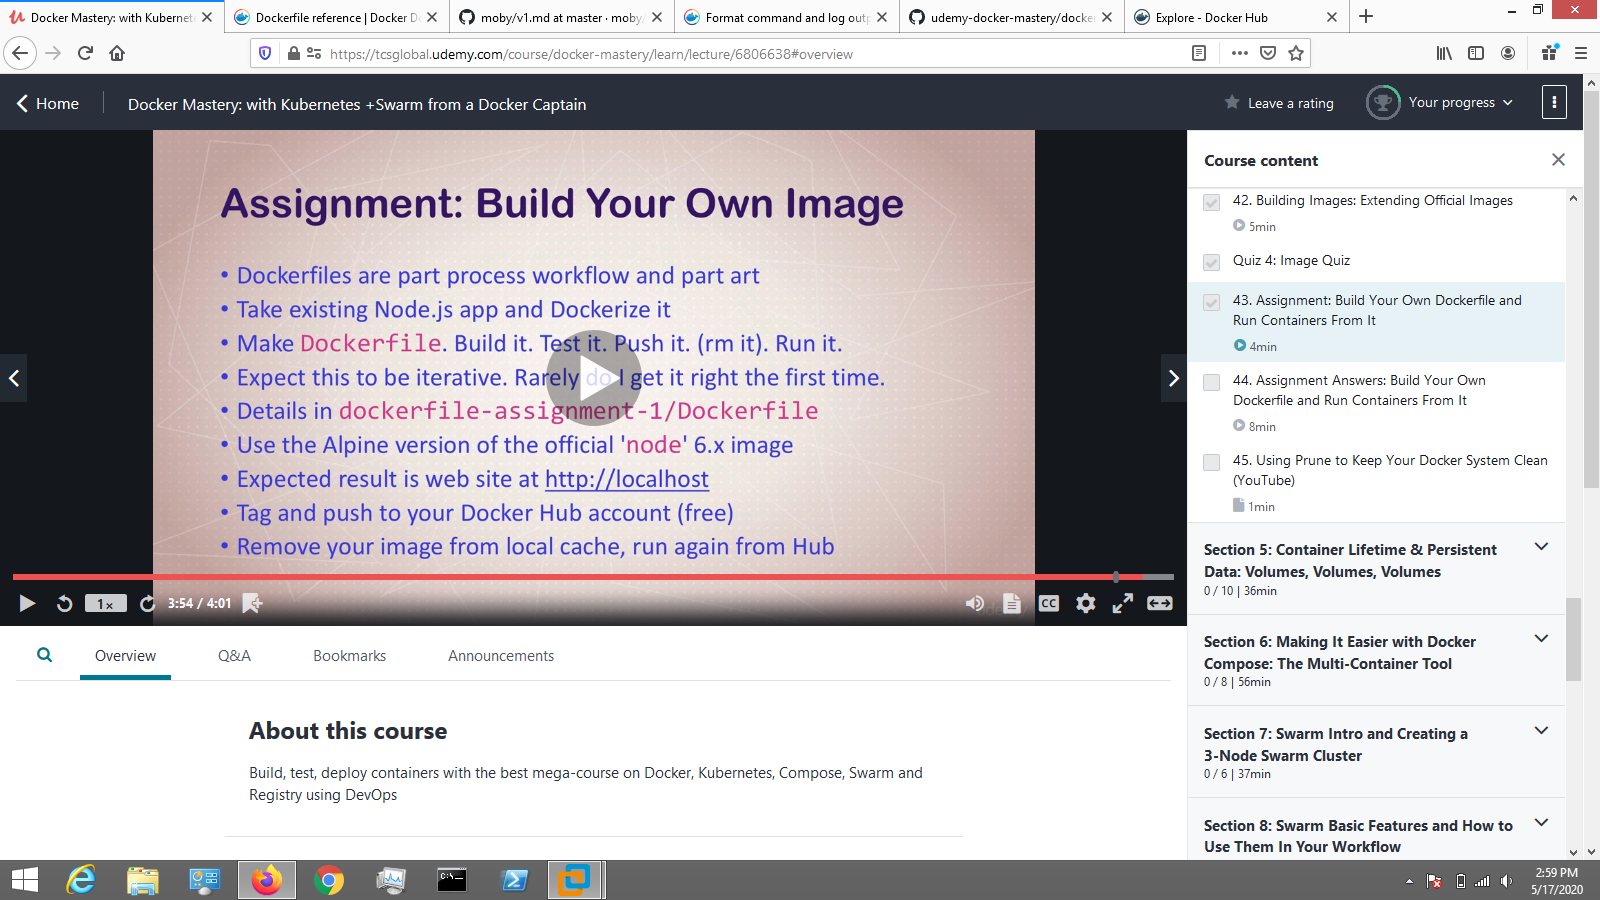 Docker Mastery: with Kubernet
Dockerfile reference | Docker D
moby/v1.md at master · moby/
Format command and log outp
udemy-docker-mastery/docker
Explore - Docker Hub
https://tcsglobal.udemy.com/course/docker-mastery/learn/lecture/6806638#overview
Home
Docker Mastery: with Kubernetes +Swarm from a Docker Captain
Leave a rating
Your progress
Assignment: Build Your Own Image
• Dockerfiles are part process workflow and part art
• Take existing Node.js app and Dockerize it
• Make Dockerfile. Build it. Test it. Push it. (rm it). Run it.
• Expect this to be iterative. Rarely do I get it right the first time.
• Details in dockerfile-assignment-1/Dockerfile
• Use the Alpine version of the official 'node' 6.x image
• Expected result is web site at http://localhost
• Tag and push to your Docker Hub account (free)
• Remove your image from local cache, run again from Hub
1x
3:54 / 4:01
CC
Course content
42. Building Images: Extending Official Images
5min
Quiz 4: Image Quiz
43. Assignment: Build Your Own Dockerfile and
Run Containers From It
4min
44. Assignment Answers: Build Your Own
Dockerfile and Run Containers From It
8min
45. Using Prune to Keep Your Docker System Clean
(YouTube)
1min
Section 5: Container Lifetime & Persistent
Data: Volumes, Volumes, Volumes
0 / 10 | 36min
Section 6: Making It Easier with Docker
Compose: The Multi-Container Tool
0 / 8 | 56min
Section 7: Swarm Intro and Creating a
3-Node Swarm Cluster
0 / 6 | 37min
Section 8: Swarm Basic Features and How to
Use Them In Your Workflow
Overview
Q&A
Bookmarks
Announcements
About this course
Build, test, deploy containers with the best mega-course on Docker, Kubernetes, Compose, Swarm and
Registry using DevOps
2:59 PM
5/17/2020